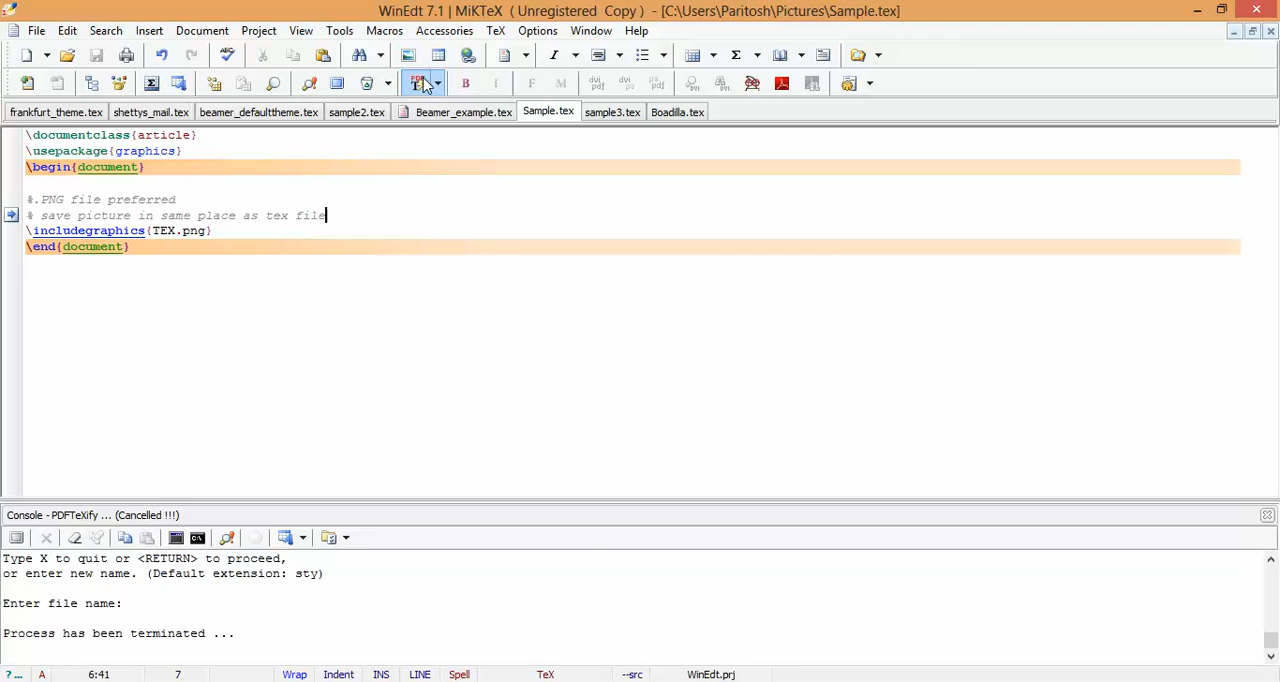 WinEdt 7.1 | MiKTeX ( Unregistered Copy ) - [C:\Users\Paritosh\Pictures\Sample.tex]
File Edit Search Insert Document Project View Tools Macros Accessories TeX Options Window Help
frankfurt_theme.tex shettys_mail.tex beamer_defaulttheme.tex sample2.tex Beamer_example.tex Sample.tex sample3.tex Boadilla.tex
\documentclass{article}
\usepackage{graphics}
\begin{document}
%.PNG file preferred
% save picture in same place as tex file
\includegraphics{TEX.png}
\end{document}
Console - PDFTeXify ... (Cancelled !!!)
Type X to quit or <RETURN> to proceed,
or enter new name. (Default extension: sty)
Enter file name:
Process has been terminated ...
?... A 6:41 7 Wrap Indent INS LINE Spell TeX --src WinEdt.prj